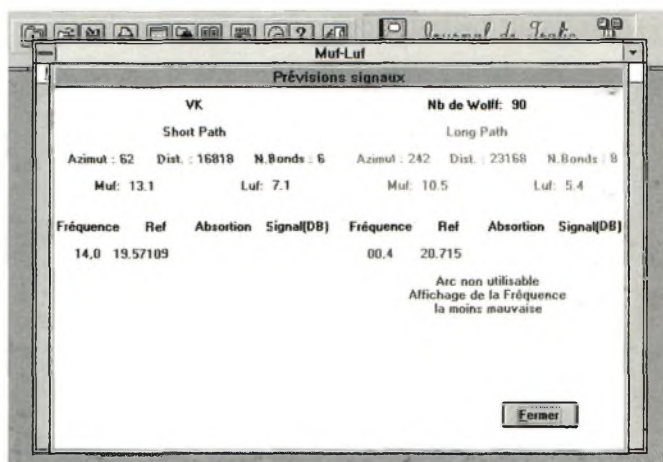 Journal de Trafic
Muf-Luf
Prévisions signaux
VK
Nb de Wolff: 90
Short Path
Long Path
Azimut : 62 Dist. : 16818 N.Bonds : 6
Azimut : 242 Dist. : 23168 N.Bonds : 8
Muf: 13.1 Luf: 7.1
Muf: 10.5 Luf: 5.4
Fréquence Ref Absortion Signal(DB)
Fréquence Ref Absortion Signal(DB)
14,0 19.57109
00.4 20.715
Arc non utilisable
Affichage de la Fréquence
la moins mauvaise
Fermer